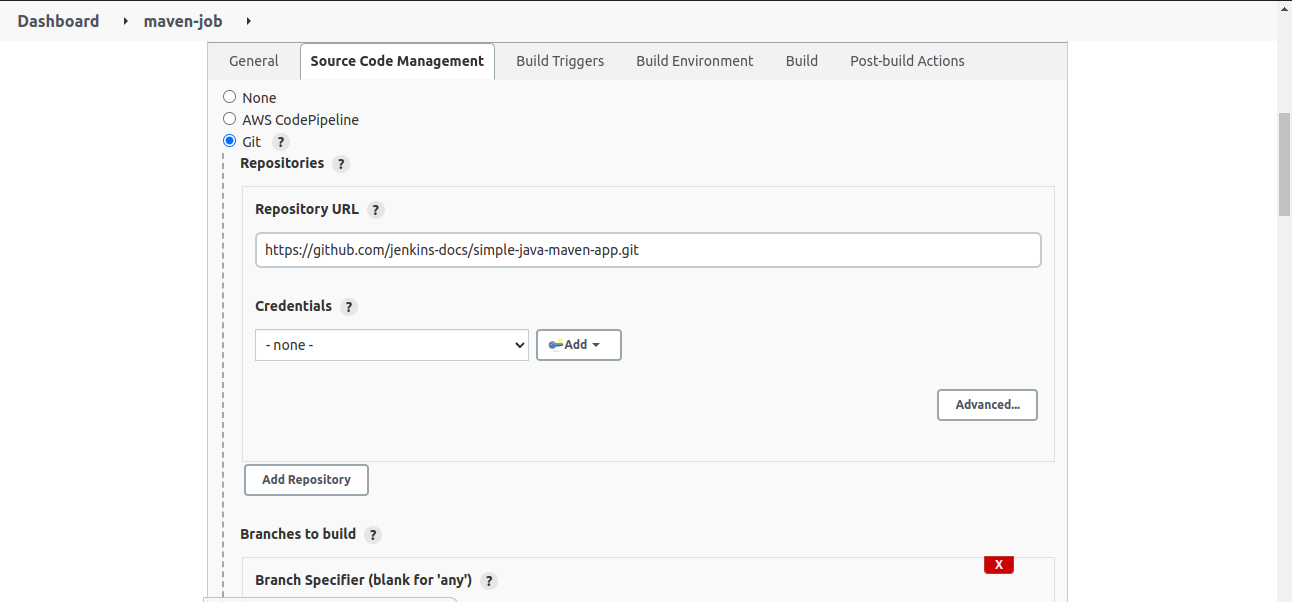 Dashboard maven-job
General Source Code Management Build Triggers Build Environment Build Post-build Actions
None
AWS CodePipeline
Git ?
Repositories ?
Repository URL ?
https://github.com/jenkins-docs/simple-java-maven-app.git
Credentials ?
- none - Add
Advanced...
Add Repository
Branches to build ?
X
Branch Specifier (blank for 'any') ?